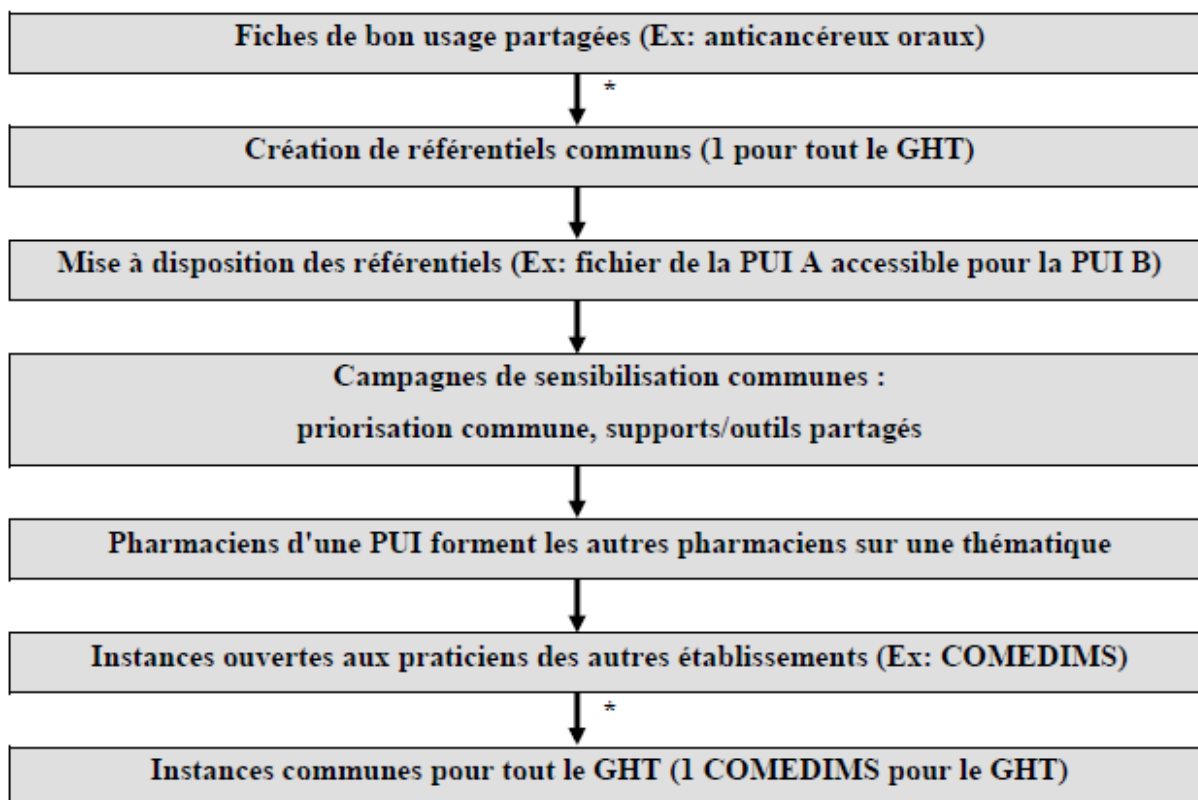 Fiches de bon usage partagées (Ex: anticancéreux oraux)
*
Création de référentiels communs (1 pour tout le GHT)
Mise à disposition des référentiels (Ex: fichier de la PUI A accessible pour la PUI B)
Campagnes de sensibilisation communes :
priorisation commune, supports/outils partagés
Pharmaciens d'une PUI forment les autres pharmaciens sur une thématique
Instances ouvertes aux praticiens des autres établissements (Ex: COMEDIMS)
*
Instances communes pour tout le GHT (1 COMEDIMS pour le GHT)